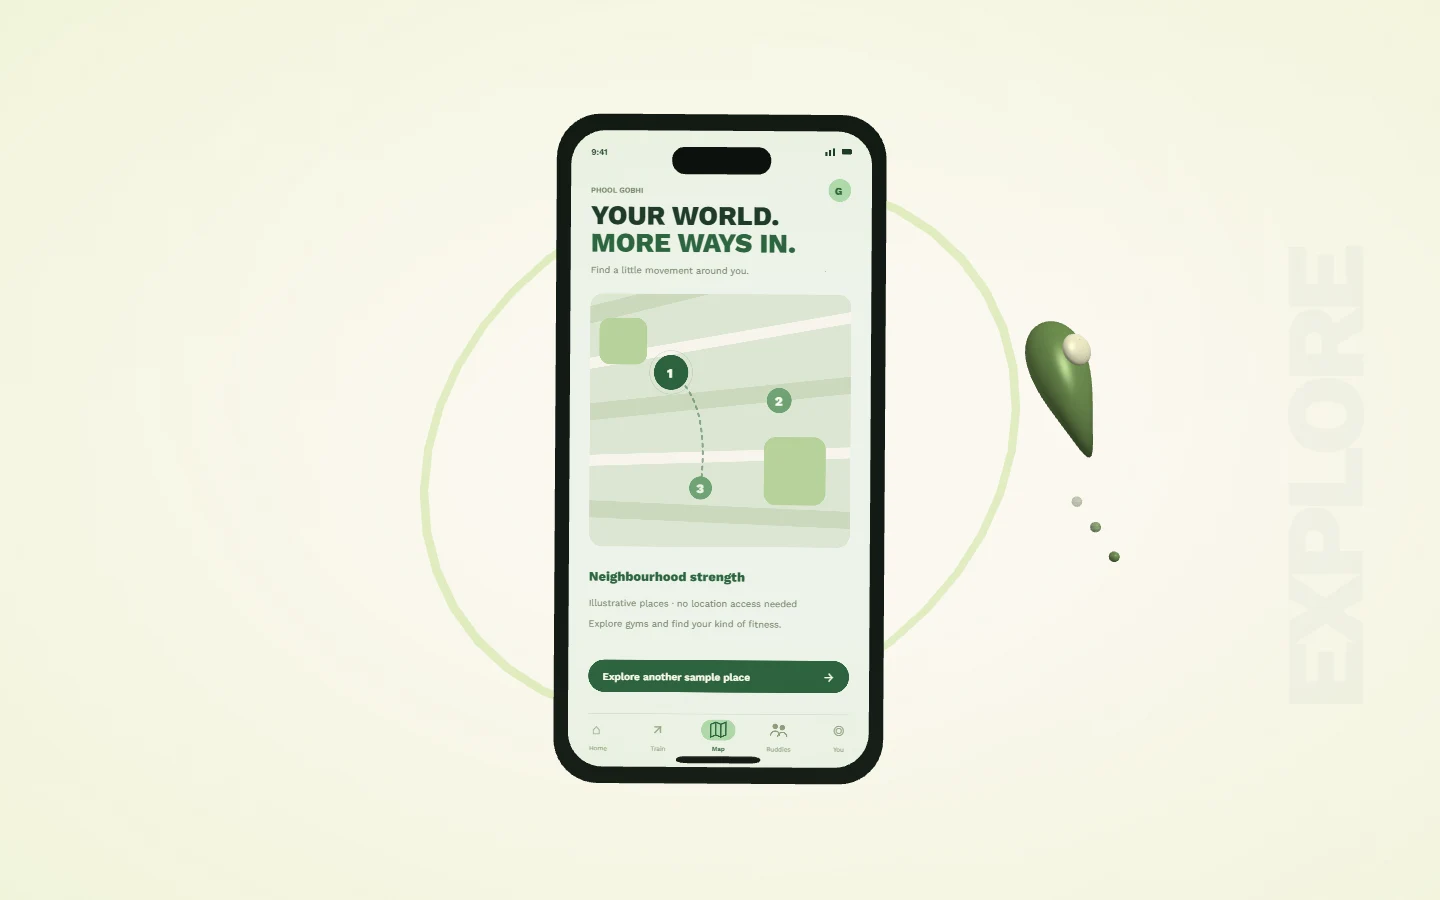 9:41
PHOOL GOBHI
G
YOUR WORLD.
MORE WAYS IN.
Find a little movement around you.
1
2
3
Neighbourhood strength
Illustrative places · no location access needed
Explore gyms and find your kind of fitness.
Explore another sample place →
Home Train Map Buddies You
EXPLORE